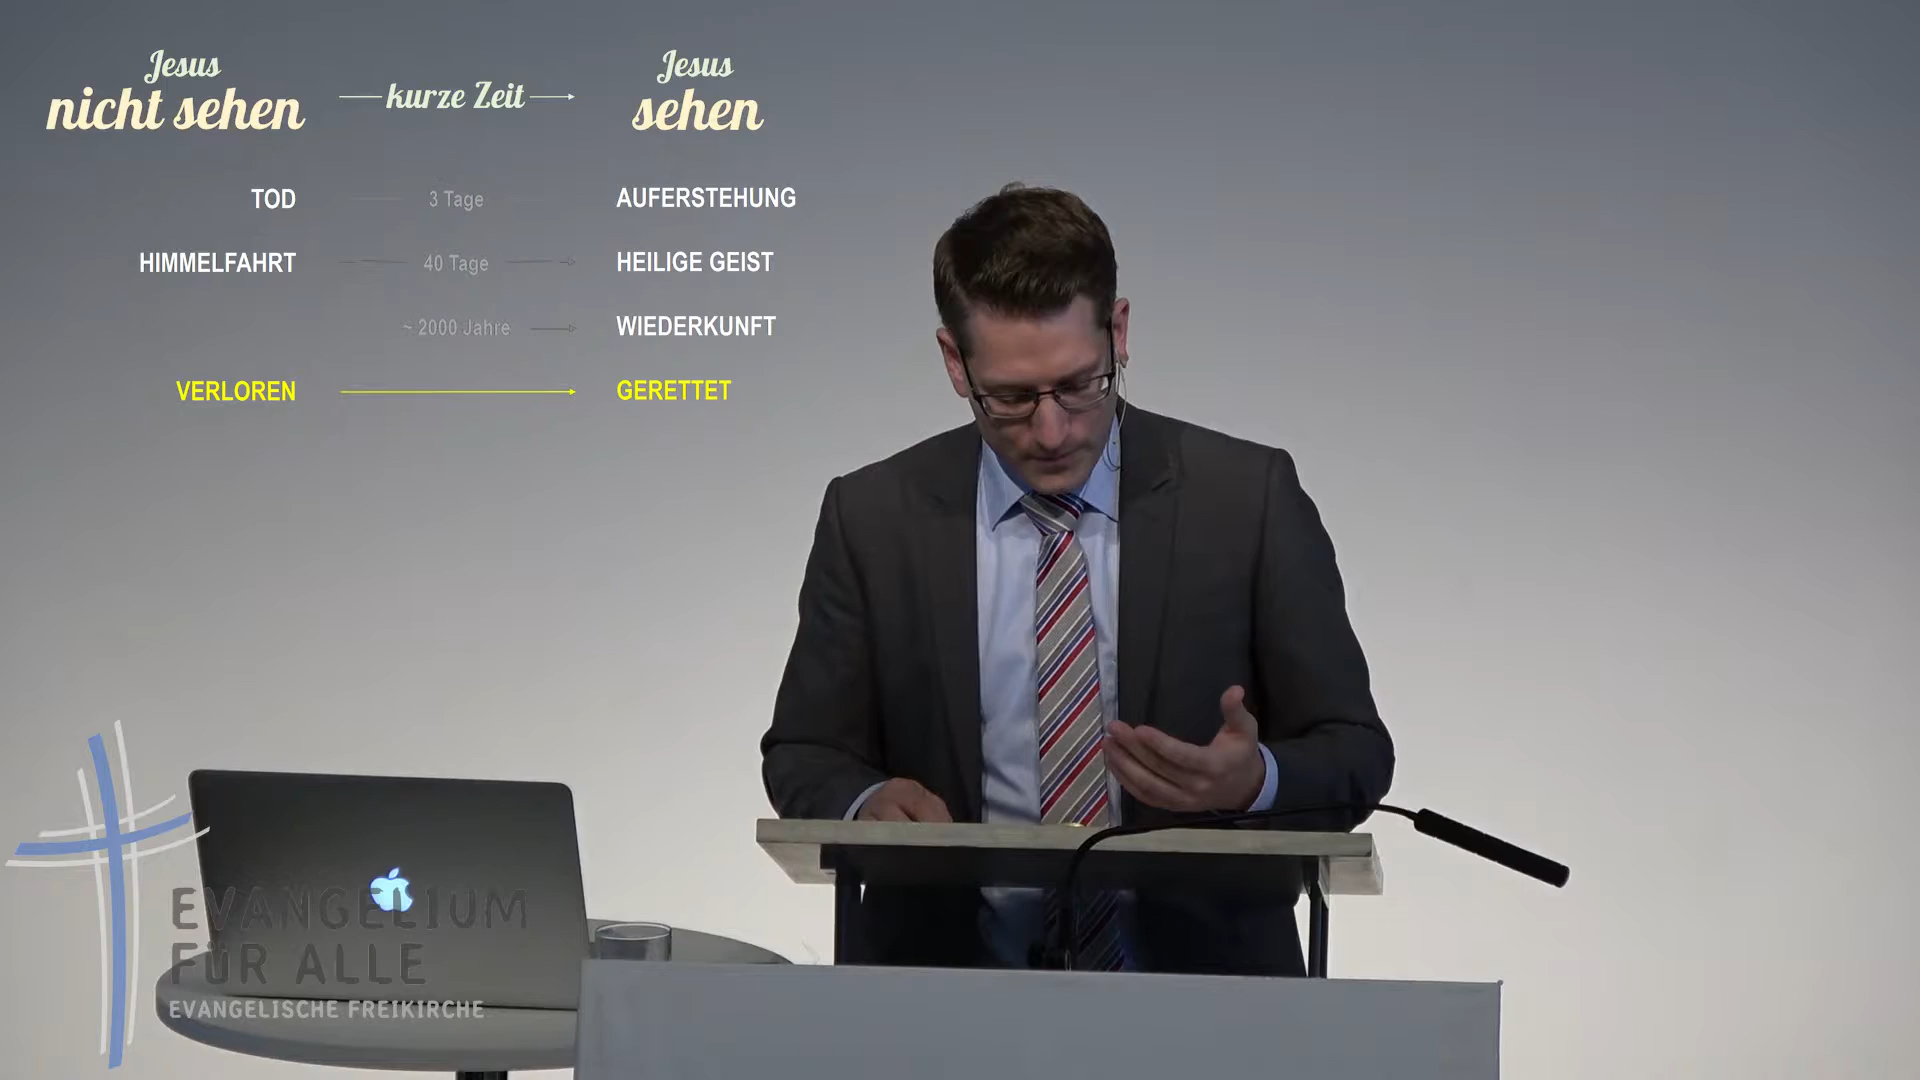 Jesus
nicht sehen
kurze Zeit
Jesus
sehen
TOD 3 Tage AUFERSTEHUNG
HIMMELFAHRT 40 Tage HEILIGE GEIST
~ 2000 Jahre WIEDERKUNFT
VERLOREN GERETTET
EVANGELIUM
FÜR ALLE
EVANGELISCHE FREIKIRCHE